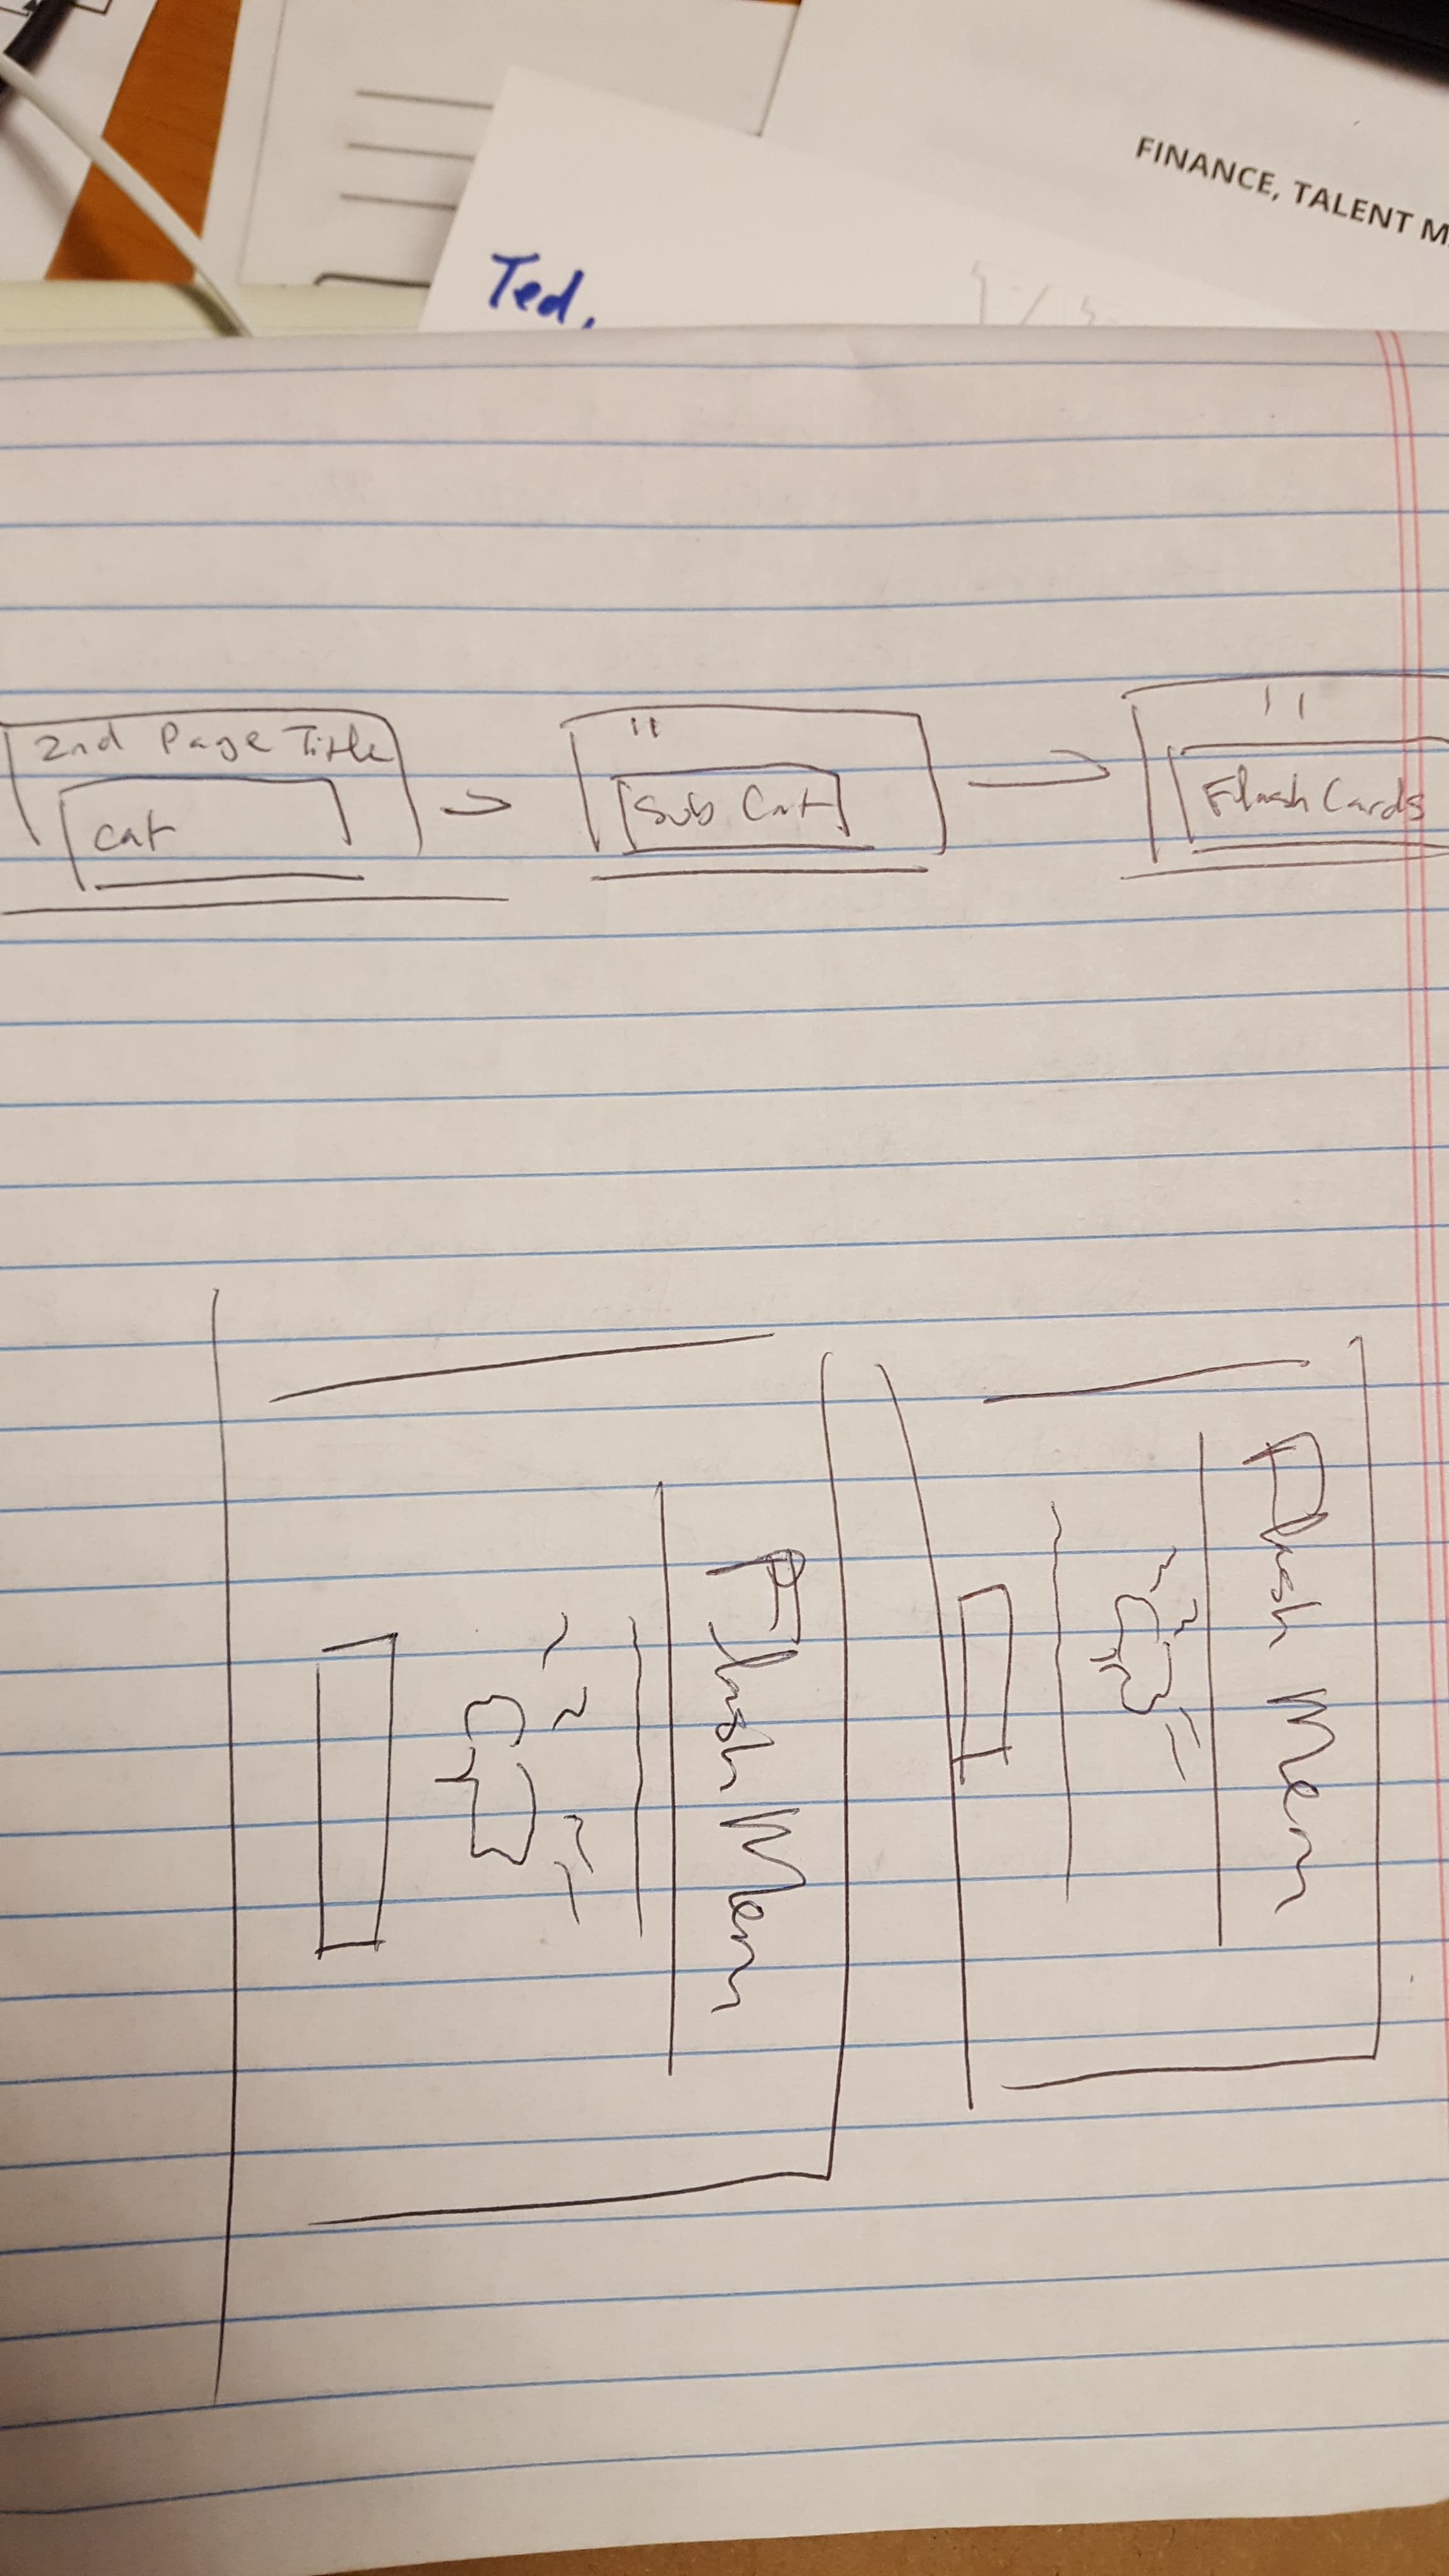 FINANCE, TALENT M
Ted,
2nd Page Title
cat
"
Sub Cat
"
Flash Cards
Flash Mem
Flash Mem